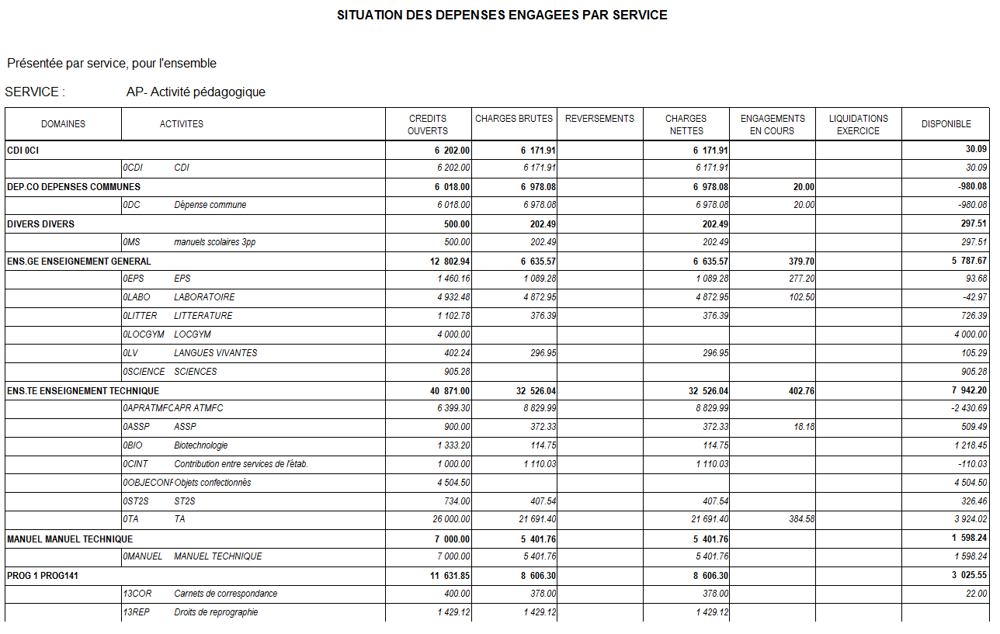 SITUATION DES DEPENSES ENGAGEES PAR SERVICE
Présentée par service, pour l'ensemble
SERVICE : AP- Activité pédagogique
DOMAINES ACTIVITES CREDITS OUVERTS CHARGES BRUTES REVERSEMENTS CHARGES NETTES ENGAGEMENTS EN COURS LIQUIDATIONS EXERCICE DISPONIBLE
CDI 0CI 6 202.00 6 171.91 6 171.91 30.09
0CDI CDI 6 202.00 6 171.91 6 171.91 30.09
DEP.CO DEPENSES COMMUNES 6 018.00 6 978.08 6 978.08 20.00 -980.08
0DC Dépense commune 6 018.00 6 978.08 6 978.08 20.00 -980.08
DIVERS DIVERS 500.00 202.49 202.49 297.51
0MS manuels scolaires 3pp 500.00 202.49 202.49 297.51
ENS.GE ENSEIGNEMENT GENERAL 12 802.94 6 635.57 6 635.57 379.70 5 787.67
0EPS EPS 1 460.16 1 089.28 1 089.28 277.20 93.68
0LABO LABORATOIRE 4 932.48 4 872.95 4 872.95 102.50 -42.97
0LITTER LITTERATURE 1 102.78 376.39 376.39 726.39
0LOCGYM LOCGYM 4 000.00 4 000.00
0LV LANGUES VIVANTES 402.24 296.95 296.95 105.29
0SCIENCE SCIENCES 905.28 905.28
ENS.TE ENSEIGNEMENT TECHNIQUE 40 871.00 32 526.04 32 526.04 402.76 7 942.20
0APRATMFC APR ATMFC 6 399.30 8 829.99 8 829.99 -2 430.69
0ASSP ASSP 900.00 372.33 372.33 18.18 509.49
0BIO Biotechnologie 1 333.20 114.75 114.75 1 218.45
0CINT Contribution entre services de l'étab. 1 000.00 1 110.03 1 110.03 -110.03
0OBJECONF Objets confectionnés 4 504.50 4 504.50
0ST2S ST2S 734.00 407.54 407.54 326.46
0TA TA 26 000.00 21 691.40 21 691.40 384.58 3 924.02
MANUEL MANUEL TECHNIQUE 7 000.00 5 401.76 5 401.76 1 598.24
0MANUEL MANUEL TECHNIQUE 7 000.00 5 401.76 5 401.76 1 598.24
PROG 1 PROG141 11 631.85 8 606.30 8 606.30 3 025.55
13COR Carnets de correspondance 400.00 378.00 378.00 22.00
13REP Droits de reprographie 1 429.12 1 429.12 1 429.12